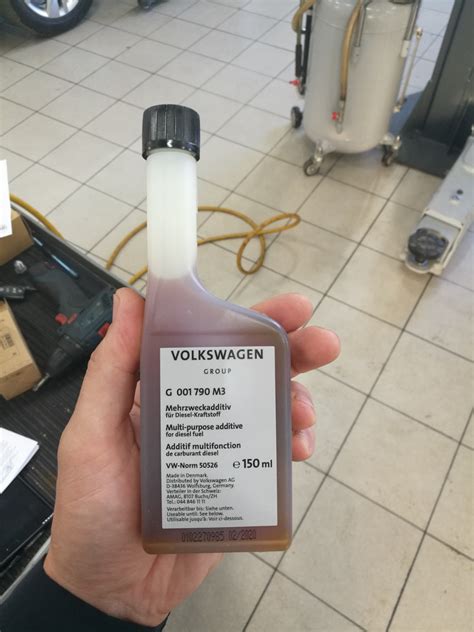 VOLKSWAGEN
GROUP
G 001 790 M3
Mehrzweckadditiv
für Diesel-Kraftstoff
Multi-purpose additive
for diesel fuel
Additif multifonction
de carburant diesel
VW-Norm 50526 e 150 ml
Made in Denmark.
Distributed by Volkswagen AG
D-38436 Wolfsburg, Germany.
Verteiler in der Schweiz:
AMAG, 8107 Buchs/ZH
Tel.: 044 846 11 11
Verarbeitbar bis: Siehe unten.
Useable until: See below.
Utilisable jusqu'à: Voir ci-dessous.
0102270985 02/2020